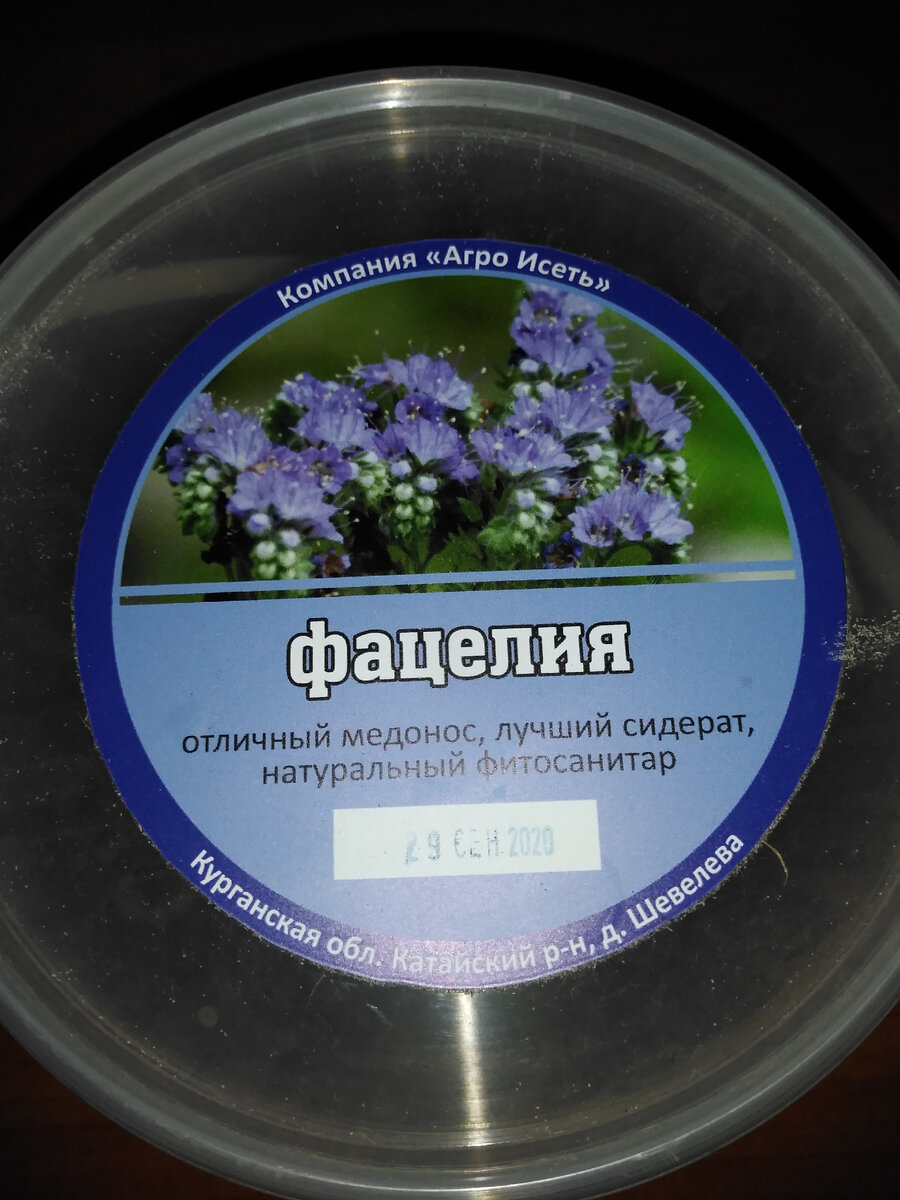 Компания «Агро Исеть»
фацелия
отличный медонос, лучший сидерат,
натуральный фитосанитар
29 СЕН 2020
Курганская обл. Катайский р-н, д. Шевелева